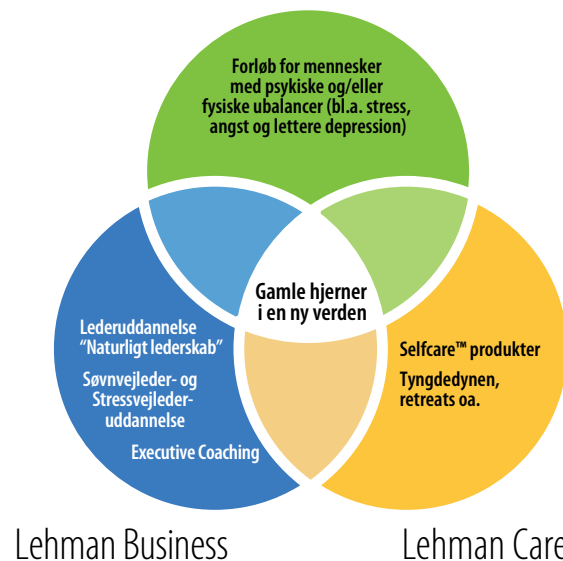 Forløb for mennesker
med psykiske og/eller
fysiske ubalancer (bl.a. stress,
angst og lettere depression)
Gamle hjerner
i en ny verden
Lederuddannelse
“Naturligt lederskab”
Søvnvejleder- og
Stressvejleder-
uddannelse
Executive Coaching
Selfcare™ produkter
Tyngdedynen,
retreats oa.
Lehman Business
Lehman Care